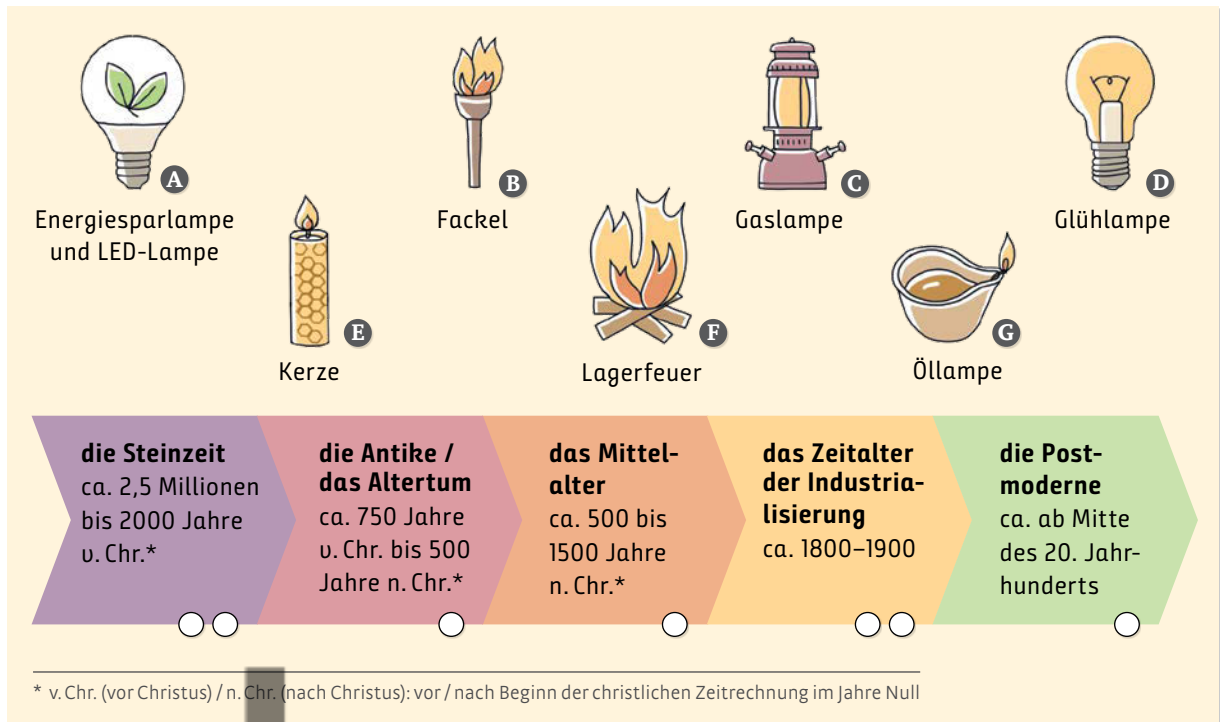 A
Energiesparlampe
und LED-Lampe
B
Fackel
C
Gaslampe
D
Glühlampe
E
Kerze
F
Lagerfeuer
G
Öllampe
die Steinzeit
ca. 2,5 Millionen
bis 2000 Jahre
v. Chr.*
die Antike /
das Altertum
ca. 750 Jahre
v. Chr. bis 500
Jahre n. Chr.*
das Mittel-
alter
ca. 500 bis
1500 Jahre
n. Chr.*
das Zeitalter
der Industria-
lisierung
ca. 1800–1900
die Post-
moderne
ca. ab Mitte
des 20. Jahr-
hunderts
* v. Chr. (vor Christus) / n. Chr. (nach Christus): vor / nach Beginn der christlichen Zeitrechnung im Jahre Null